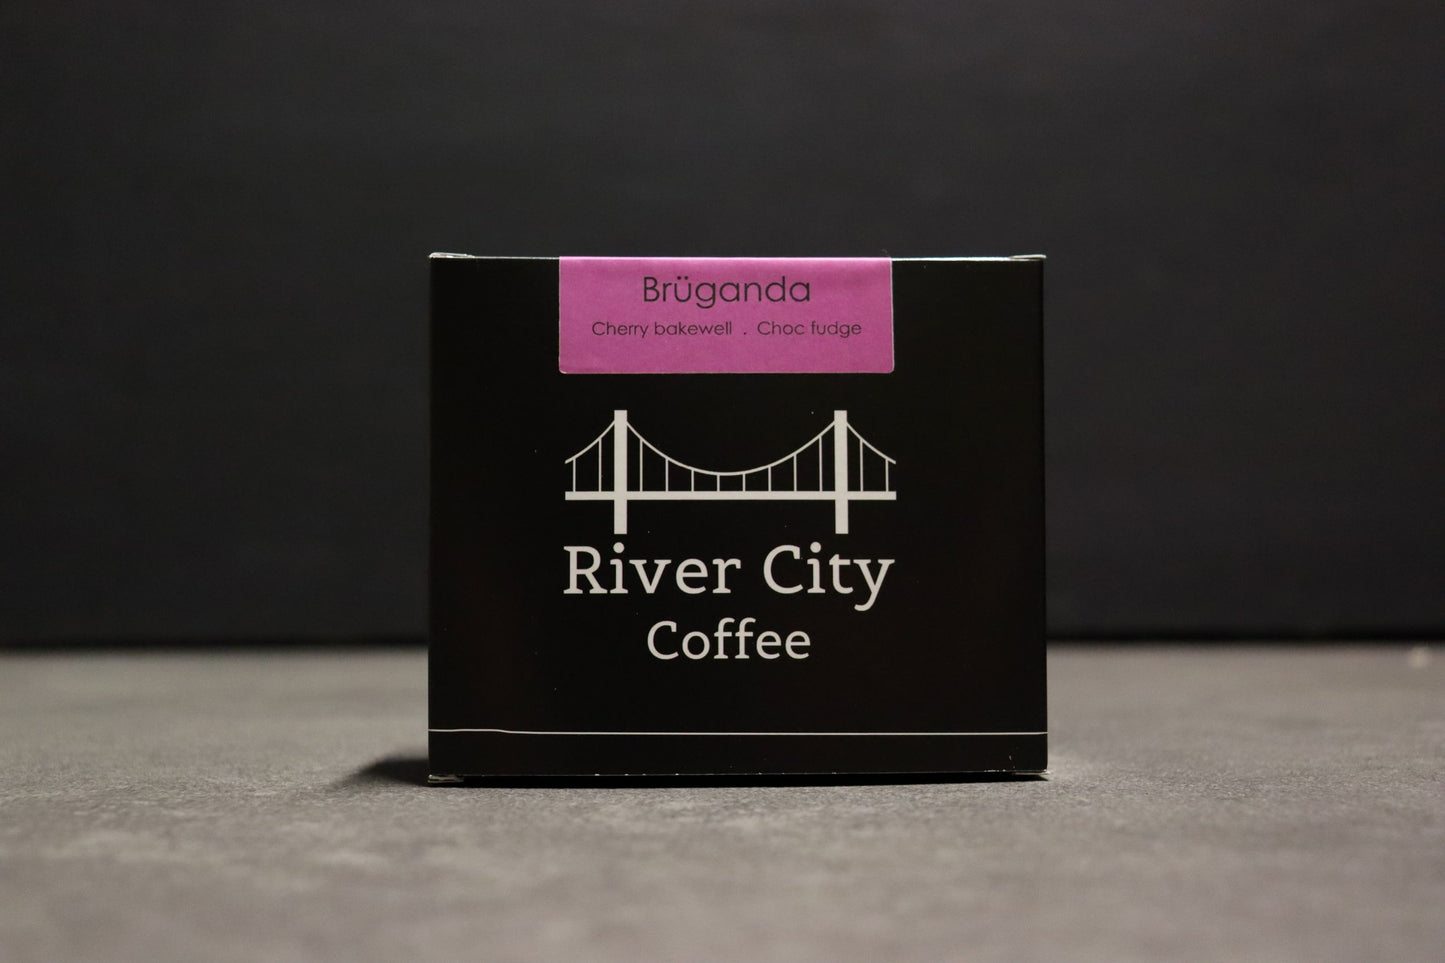 Brüganda
Cherry bakewell . Choc fudge
River City
Coffee